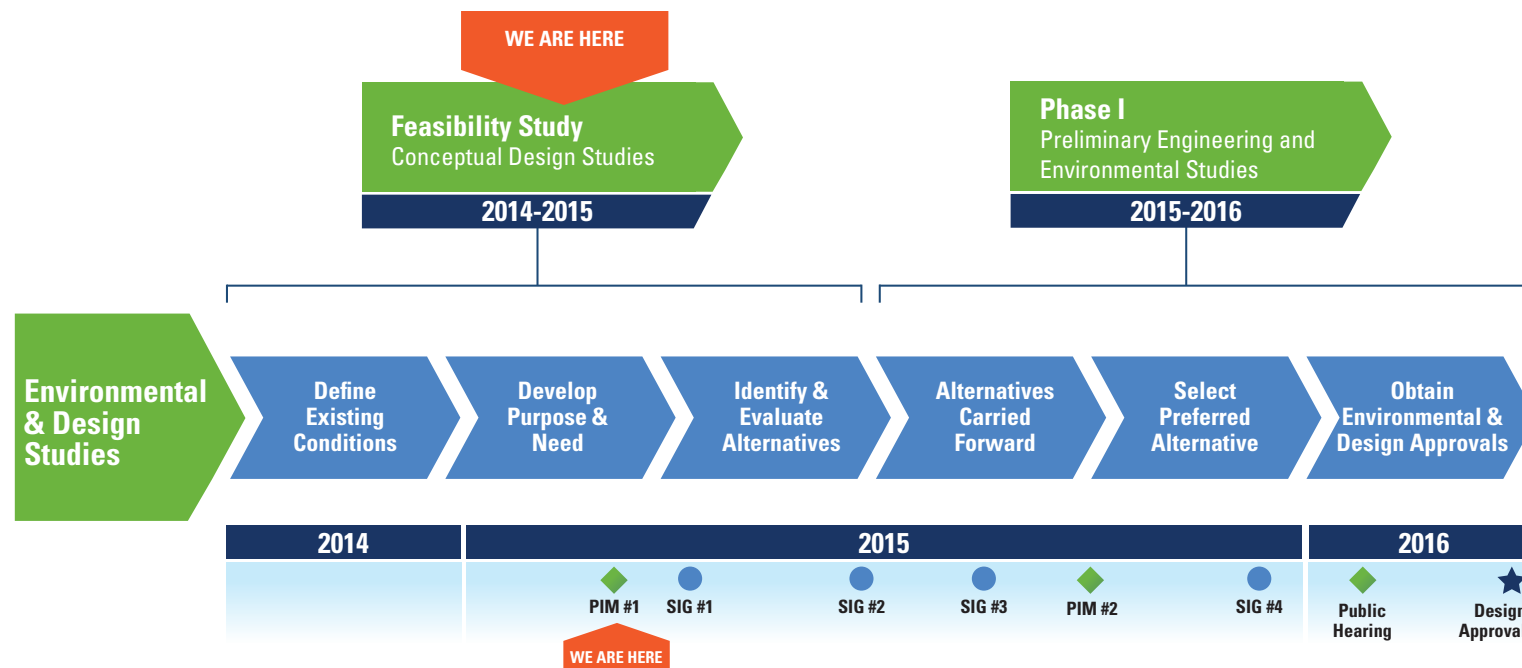 WE ARE HERE
Feasibility Study
Conceptual Design Studies
2014-2015
Phase I
Preliminary Engineering and
Environmental Studies
2015-2016
Environmental
& Design
Studies
Define
Existing
Conditions
Develop
Purpose &
Need
Identify &
Evaluate
Alternatives
Alternatives
Carried
Forward
Select
Preferred
Alternative
Obtain
Environmental &
Design Approvals
2014
2015
2016
PIM #1
SIG #1
SIG #2
SIG #3
PIM #2
SIG #4
Public
Hearing
Design
Approval
WE ARE HERE